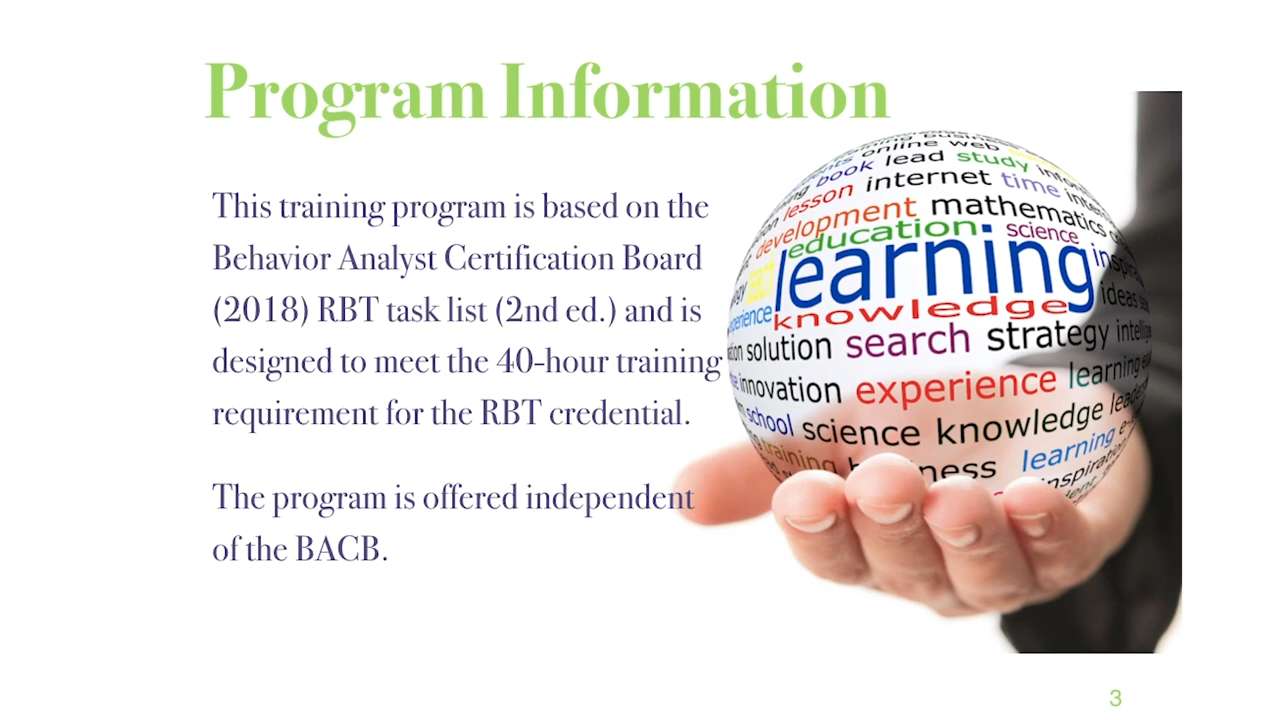 Program Information
This training program is based on the
Behavior Analyst Certification Board
(2018) RBT task list (2nd ed.) and is
designed to meet the 40-hour training
requirement for the RBT credential.
The program is offered independent
of the BACB.
online web
book lead study
lesson internet time
development mathematics
education science
learning
knowledge ideas
solution search strategy
innovation experience learning
school science knowledge
training learning
3